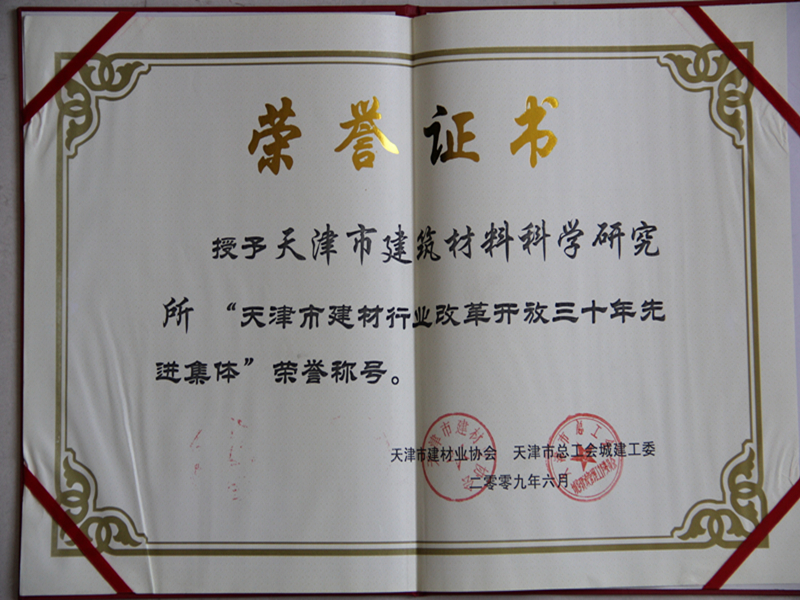 荣誉证书
授予天津市建筑材料科学研究
所 “天津市建材行业改革开放三十年先
进集体”荣誉称号。
天津市建材业协会 天津市总工会城建工委
二零零九年六月